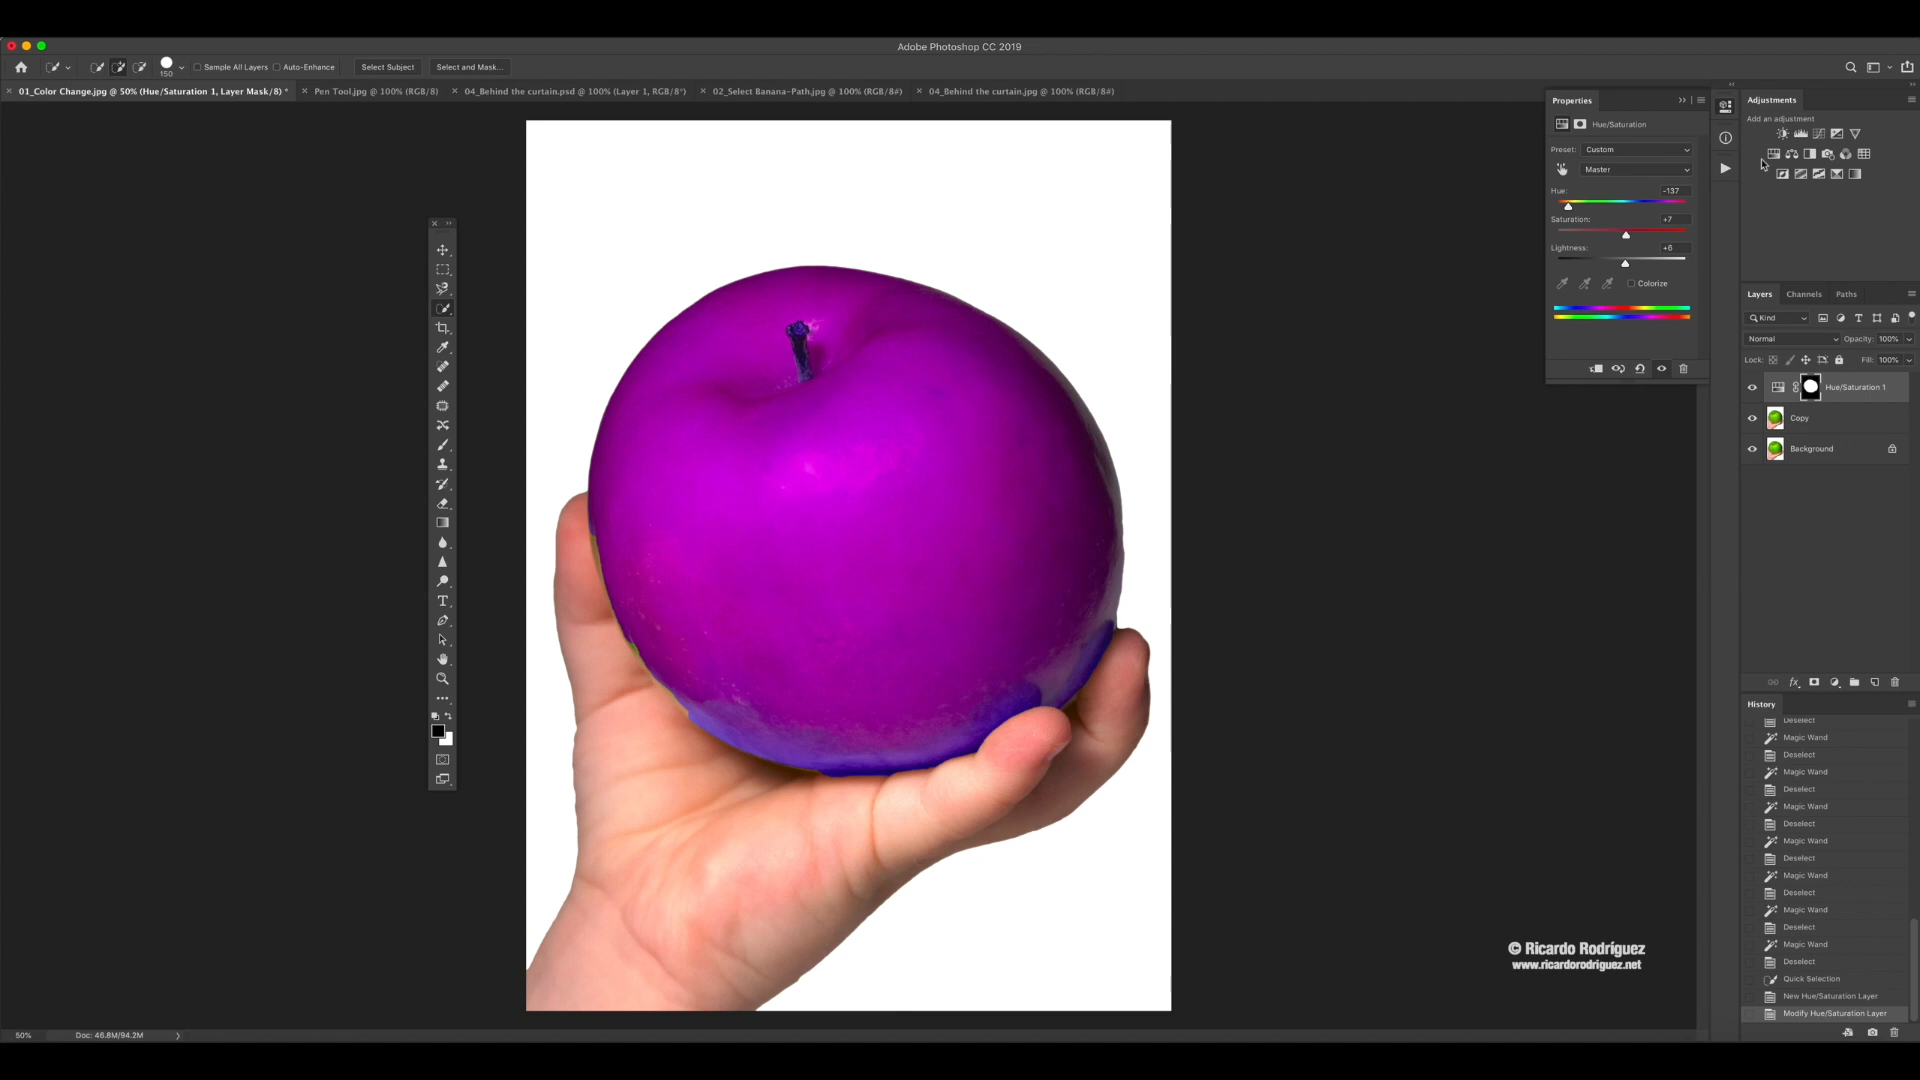 Adobe Photoshop CC 2019
150
Sample All Layers
Auto-Enhance
Select Subject
Select and Mask...
01_Color Change.jpg @ 50% (Hue/Saturation 1, Layer Mask/8) *
Pen Tool.jpg @ 100% (RGB/8)
04_Behind the curtain.psd @ 100% (Layer 1, RGB/8*)
02_Select Banana-Path.jpg @ 100% (RGB/8#)
04_Behind the curtain.jpg @ 100% (RGB/8#)
Properties
Hue/Saturation
Preset: Custom
Master
Hue: -137
Saturation: +7
Lightness: +6
Colorize
Adjustments
Add an adjustment
Layers Channels Paths
Kind
Normal Opacity: 100%
Lock: Fill: 100%
Hue/Saturation 1
Copy
Background
fx
History
Deselect
Magic Wand
Deselect
Magic Wand
Deselect
Magic Wand
Deselect
Magic Wand
Deselect
Magic Wand
Deselect
Magic Wand
Deselect
Magic Wand
Deselect
Quick Selection
New Hue/Saturation Layer
Modify Hue/Saturation Layer
© Ricardo Rodríguez
www.ricardorodriguez.net
50%
Doc: 46.8M/94.2M